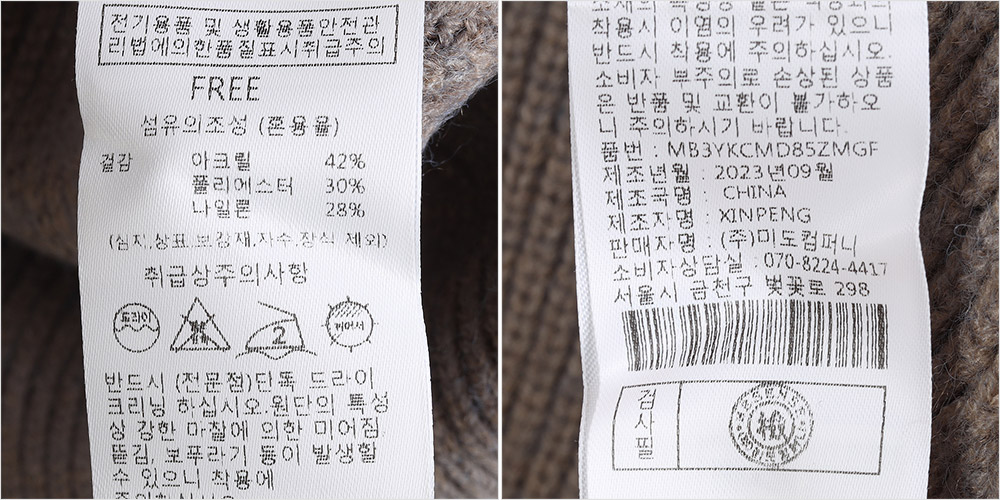 전기용품 및 생활용품안전관
리법에의한품질표시취급주의
FREE
섬유의조성 (혼용율)
겉감 아크릴 42%
폴리에스터 30%
나일론 28%
(심지,상표,보강재,자수,장식 제외)
취급상주의사항
드라이
2
반드시 (전문점)단독 드라이
크리닝 하십시오.원단의 특성
상 강한 마찰에 의한 미어짐
뜯김, 보푸라기 등이 발생할
수 있으니 착용에
착용시 이염의 우려가 있으니
반드시 착용에 주의하십시오.
소비자 부주의로 손상된 상품
은 반품 및 교환이 불가하오
니 주의하시기 바랍니다.
품번 : MB3YKCMD85ZMGF
제조년월 : 2023년09월
제조국명 : CHINA
제조자명 : XINPENG
판매자명 : (주)미도컴퍼니
소비자상담실 : 070-8224-4417
서울시 금천구 벚꽃로 298
검사필